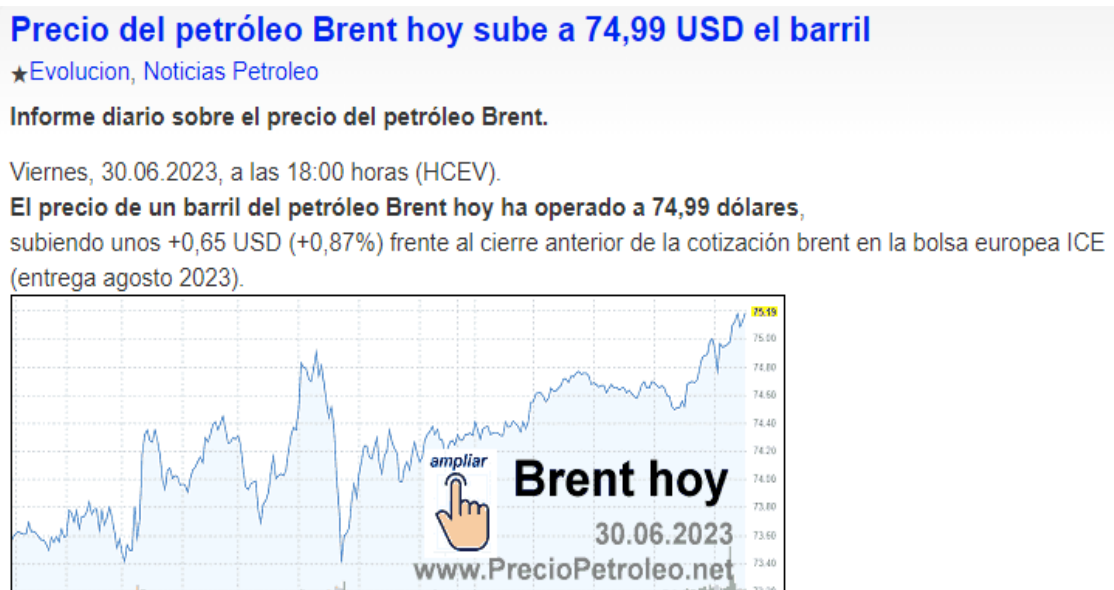 Precio del petróleo Brent hoy sube a 74,99 USD el barril
★Evolucion, Noticias Petroleo
Informe diario sobre el precio del petróleo Brent.
Viernes, 30.06.2023, a las 18:00 horas (HCEV).
El precio de un barril del petróleo Brent hoy ha operado a 74,99 dólares,
subiendo unos +0,65 USD (+0,87%) frente al cierre anterior de la cotización brent en la bolsa europea ICE
(entrega agosto 2023).
75.19
75.00
74.80
74.60
74.40
74.20
ampliar
Brent hoy
74.00
73.80
30.06.2023
73.60
www.PrecioPetroleo.net
73.40